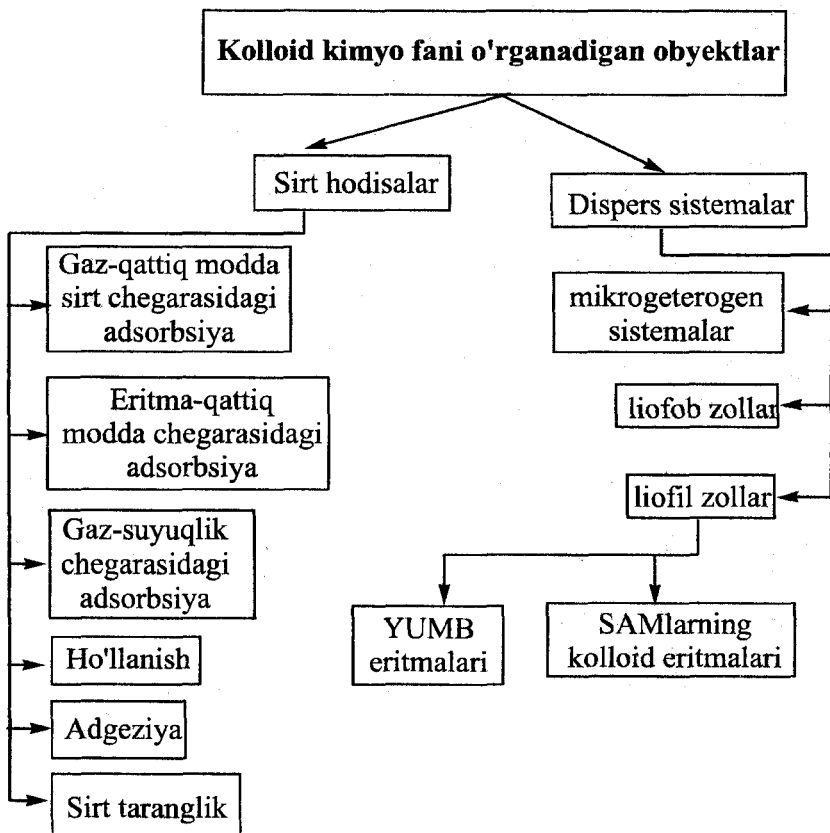 Kolloid kimyo fani o'rganadigan obyektlar
Sirt hodisalar
Gaz-qattiq modda
sirt chegarasidagi
adsorbsiya
Eritma-qattiq
modda chegarasidagi
adsorbsiya
Gaz-suyuqlik
chegarasidagi
adsorbsiya
Ho'llanish
Adgeziya
Sirt taranglik
Dispers sistemalar
mikrogeterogen
sistemalar
liofob zollar
liofil zollar
YUMB
eritmalari
SAMlarning
kolloid eritmalari